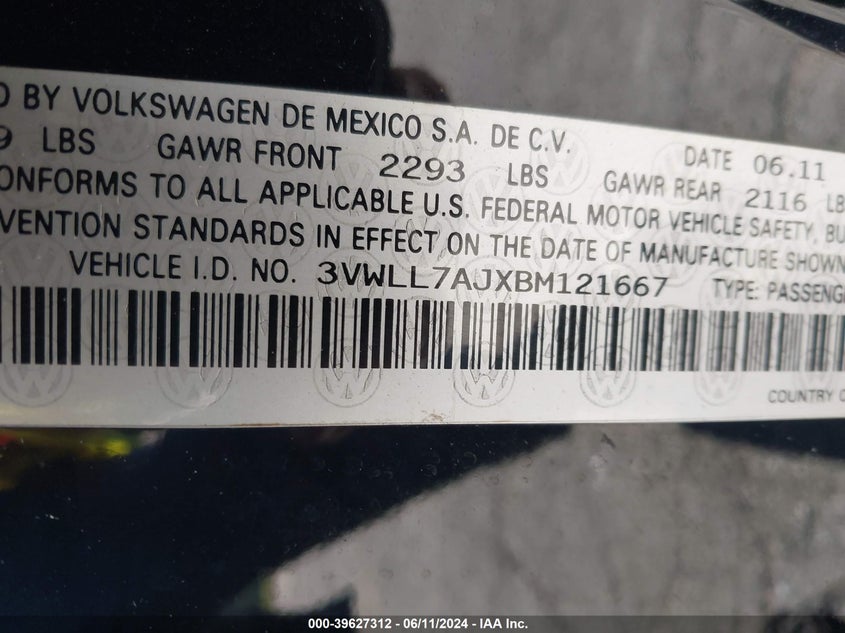 BY VOLKSWAGEN DE MEXICO S.A. DE C.V. DATE 06.11
9 LBS GAWR FRONT 2293 LBS GAWR REAR 2116 LB
ONFORMS TO ALL APPLICABLE U.S. FEDERAL MOTOR VEHICLE SAFETY, BU
VENTION STANDARDS IN EFFECT ON THE DATE OF MANUFACTURE SHOWN
VEHICLE I.D. NO. 3VWLL7AJXBM121667 TYPE: PASSENG
COUNTRY O
000-39627312 - 06/11/2024 - IAA Inc.